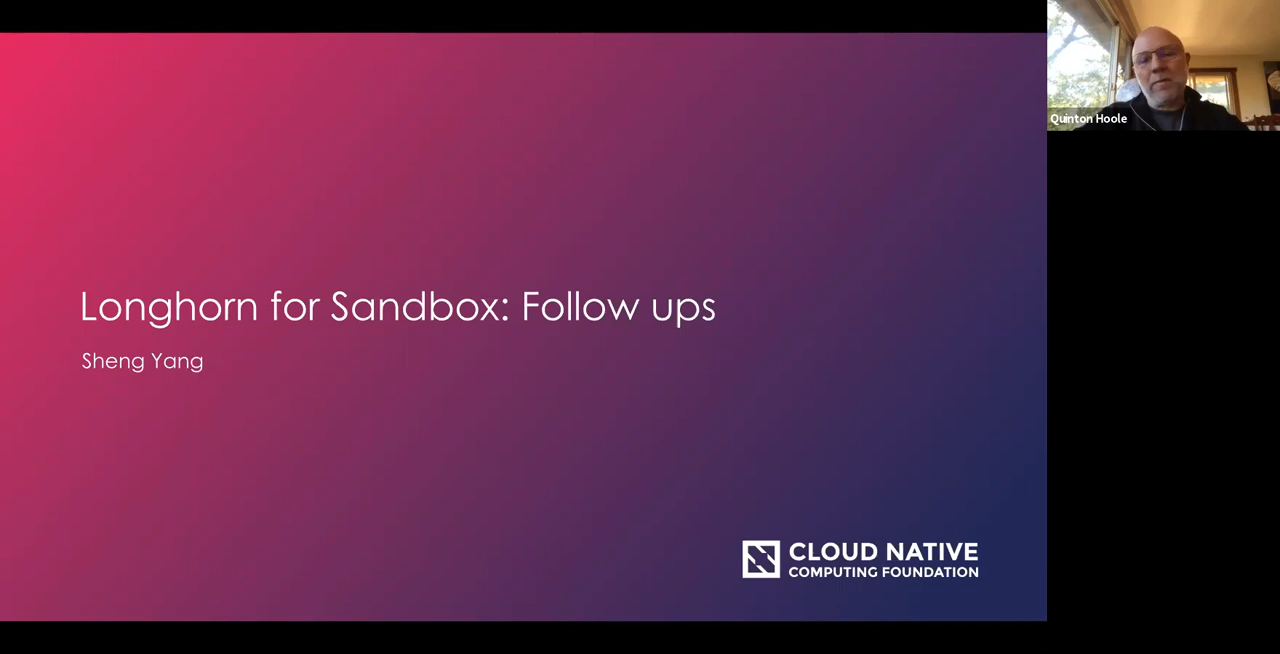 Longhorn for Sandbox: Follow ups
Sheng Yang
CLOUD NATIVE
COMPUTING FOUNDATION
Quinton Hoole